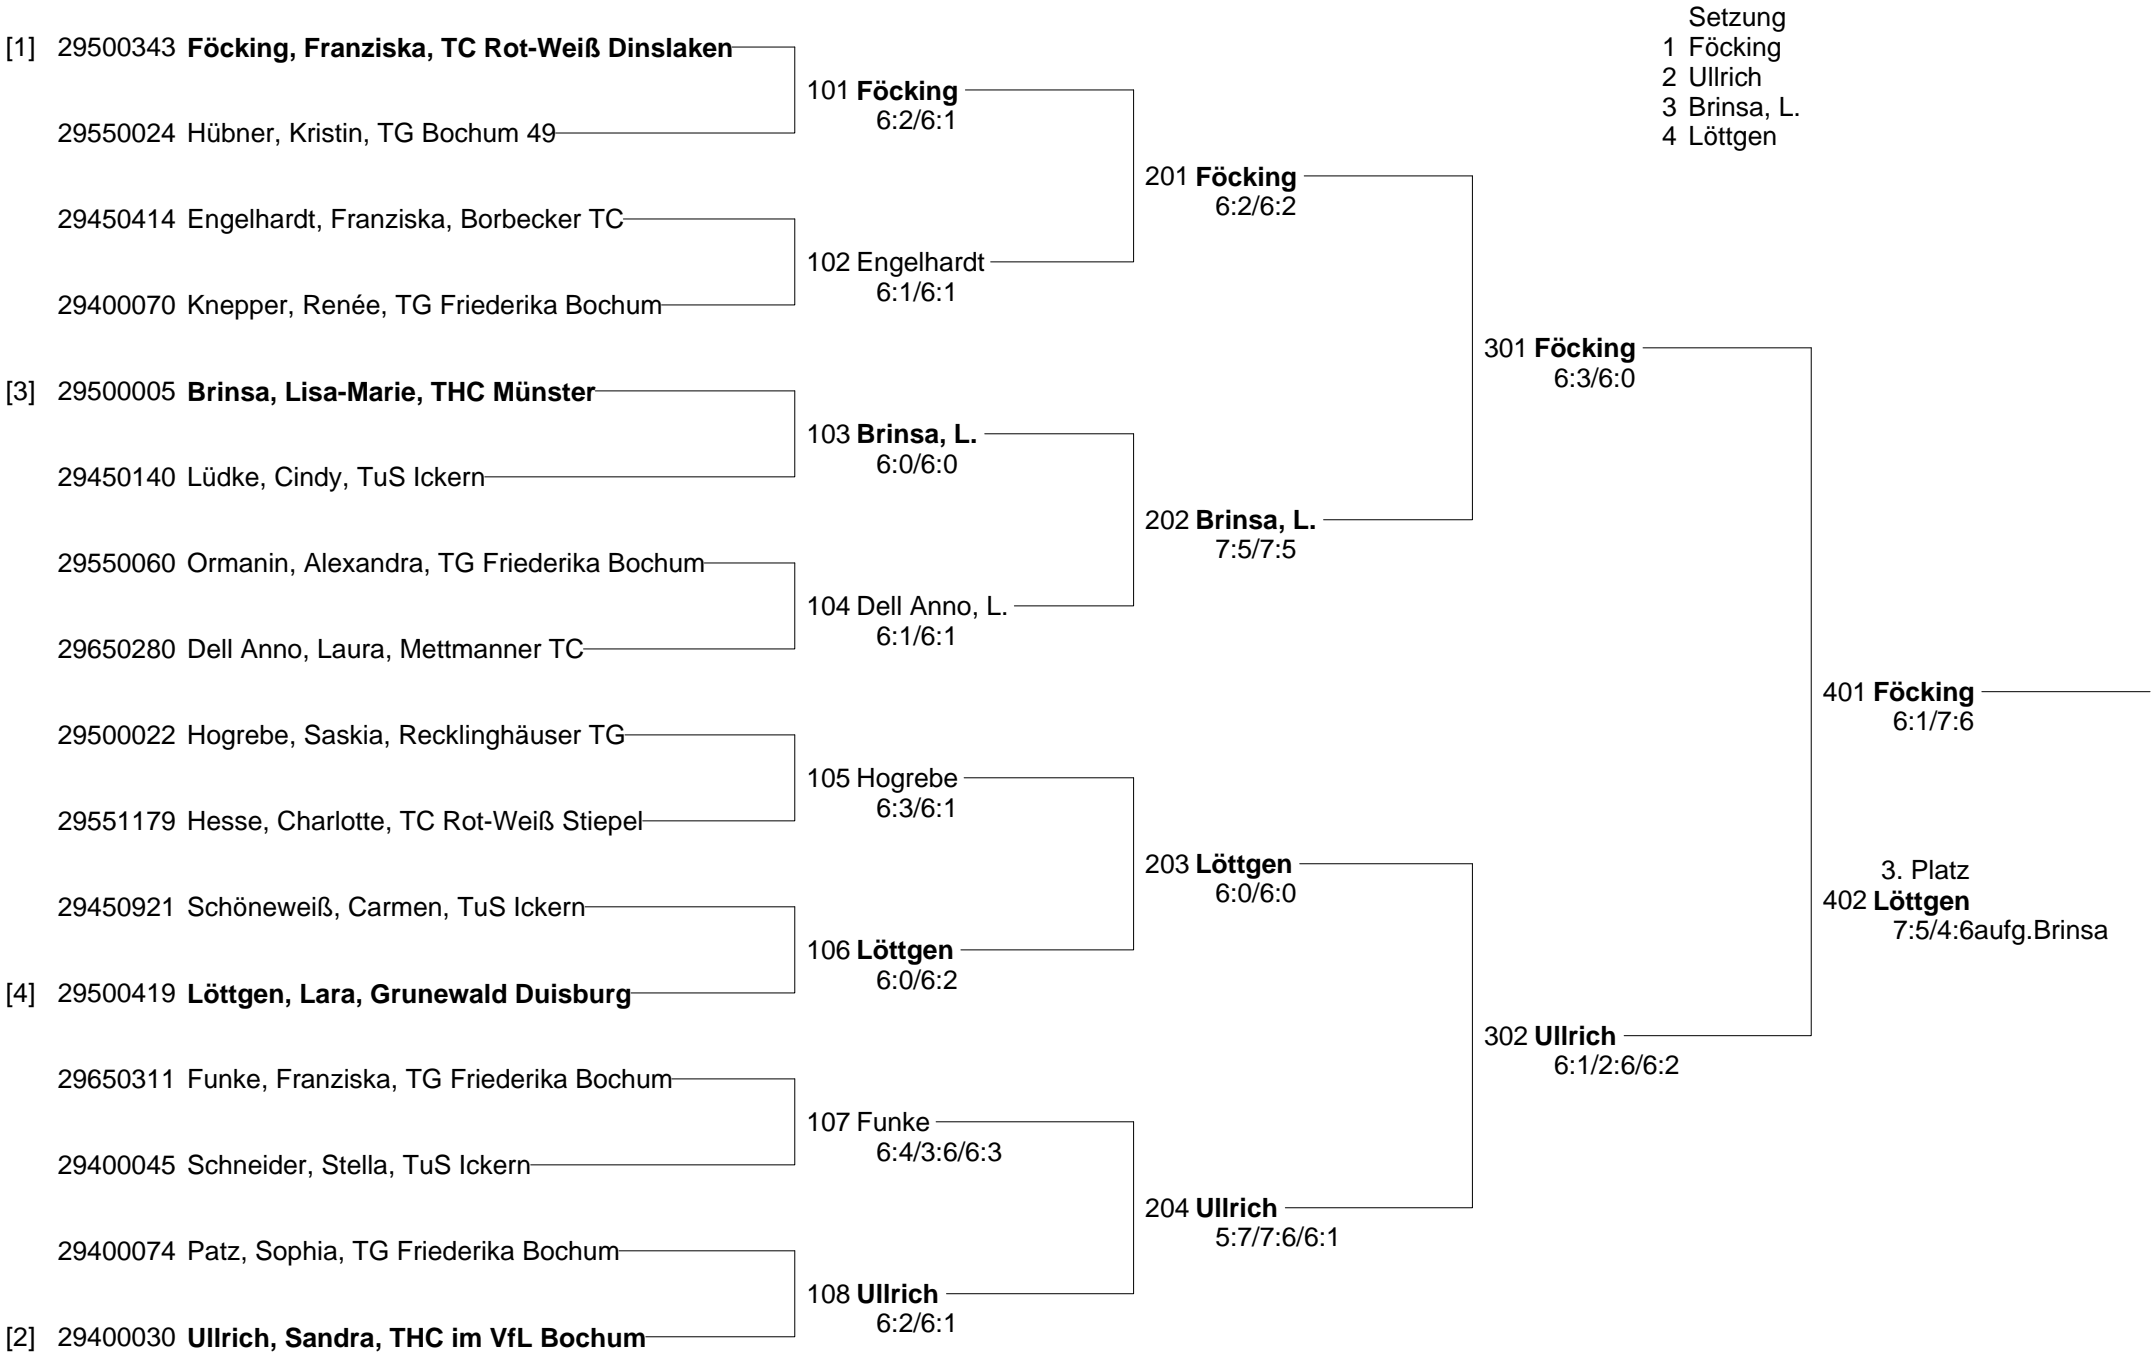 Setzung
1 Föcking
2 Ullrich
3 Brinsa, L.
4 Löttgen
[1] 29500343 Föcking, Franziska, TC Rot-Weiß Dinslaken
29550024 Hübner, Kristin, TG Bochum 49
29450414 Engelhardt, Franziska, Borbecker TC
29400070 Knepper, Renée, TG Friederika Bochum
[3] 29500005 Brinsa, Lisa-Marie, THC Münster
29450140 Lüdke, Cindy, TuS Ickern
29550060 Ormanin, Alexandra, TG Friederika Bochum
29650280 Dell Anno, Laura, Mettmanner TC
29500022 Hogrebe, Saskia, Recklinghäuser TG
29551179 Hesse, Charlotte, TC Rot-Weiß Stiepel
29450921 Schöneweiß, Carmen, TuS Ickern
[4] 29500419 Löttgen, Lara, Grunewald Duisburg
29650311 Funke, Franziska, TG Friederika Bochum
29400045 Schneider, Stella, TuS Ickern
29400074 Patz, Sophia, TG Friederika Bochum
[2] 29400030 Ullrich, Sandra, THC im VfL Bochum
101 Föcking
6:2/6:1
102 Engelhardt
6:1/6:1
103 Brinsa, L.
6:0/6:0
104 Dell Anno, L.
6:1/6:1
105 Hogrebe
6:3/6:1
106 Löttgen
6:0/6:2
107 Funke
6:4/3:6/6:3
108 Ullrich
6:2/6:1
201 Föcking
6:2/6:2
202 Brinsa, L.
7:5/7:5
203 Löttgen
6:0/6:0
204 Ullrich
5:7/7:6/6:1
301 Föcking
6:3/6:0
302 Ullrich
6:1/2:6/6:2
401 Föcking
6:1/7:6
3. Platz
402 Löttgen
7:5/4:6aufg.Brinsa